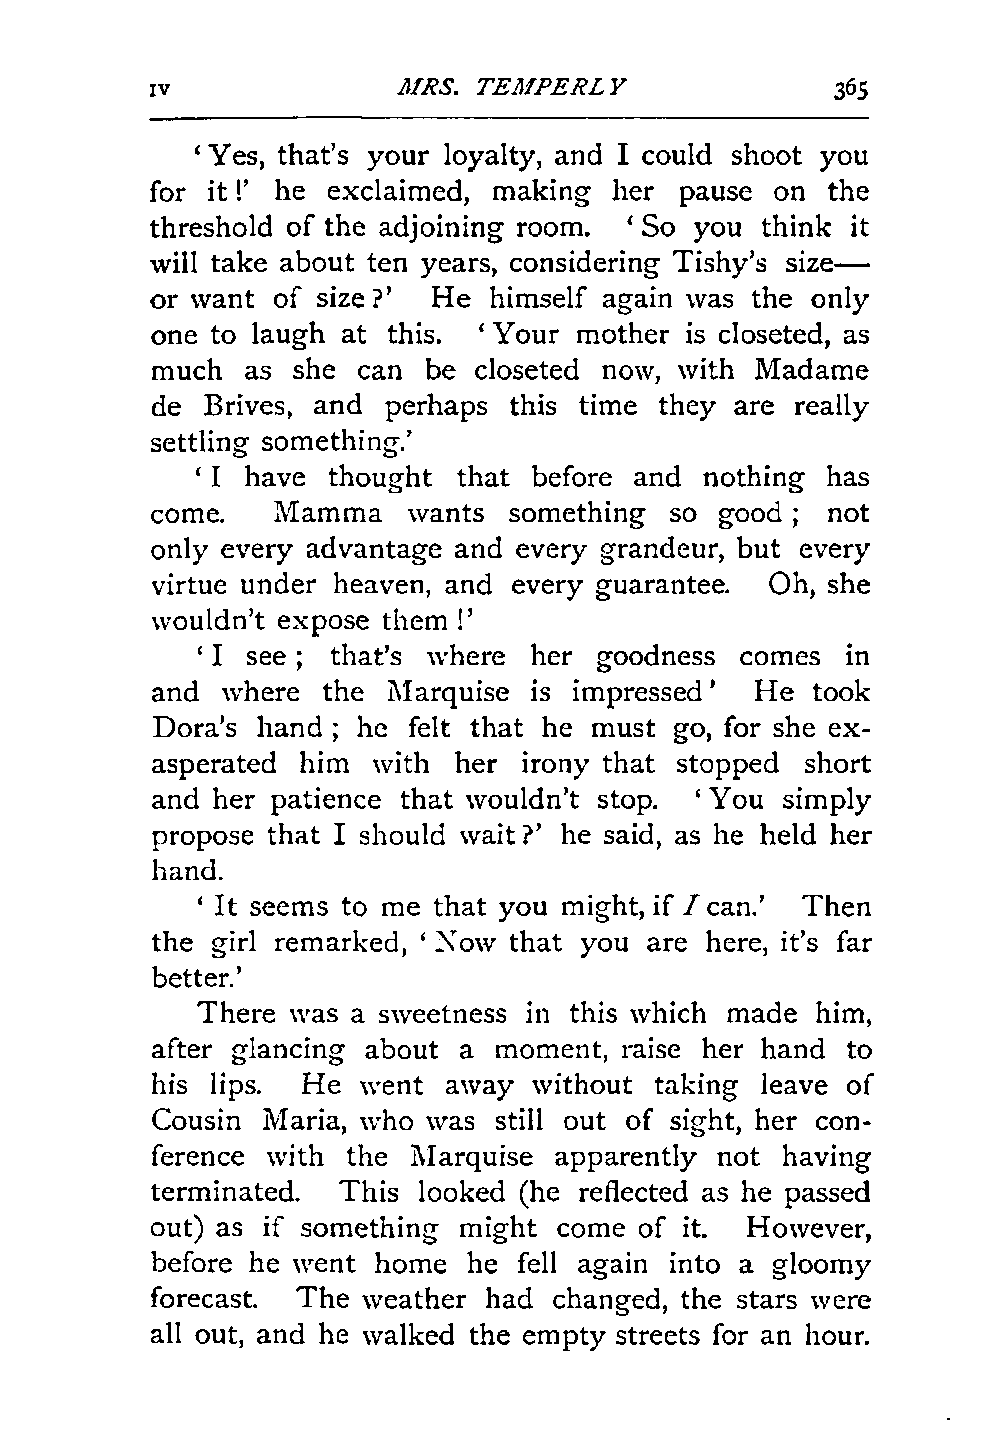 IV MRS. TEMPERLY 365
‘Yes, that’s your loyalty, and I could shoot you
for it!’ he exclaimed, making her pause on the
threshold of the adjoining room. ‘So you think it
will take about ten years, considering Tishy’s size—
or want of size?’ He himself again was the only
one to laugh at this. ‘Your mother is closeted, as
much as she can be closeted now, with Madame
de Brives, and perhaps this time they are really
settling something.’
‘I have thought that before and nothing has
come. Mamma wants something so good; not
only every advantage and every grandeur, but every
virtue under heaven, and every guarantee. Oh, she
wouldn’t expose them!’
‘I see; that’s where her goodness comes in
and where the Marquise is impressed’ He took
Dora’s hand; he felt that he must go, for she ex-
asperated him with her irony that stopped short
and her patience that wouldn’t stop. ‘You simply
propose that I should wait?’ he said, as he held her
hand.
‘It seems to me that you might, if I can.’ Then
the girl remarked, ‘Now that you are here, it’s far
better.’
There was a sweetness in this which made him,
after glancing about a moment, raise her hand to
his lips. He went away without taking leave of
Cousin Maria, who was still out of sight, her con-
ference with the Marquise apparently not having
terminated. This looked (he reflected as he passed
out) as if something might come of it. However,
before he went home he fell again into a gloomy
forecast. The weather had changed, the stars were
all out, and he walked the empty streets for an hour.